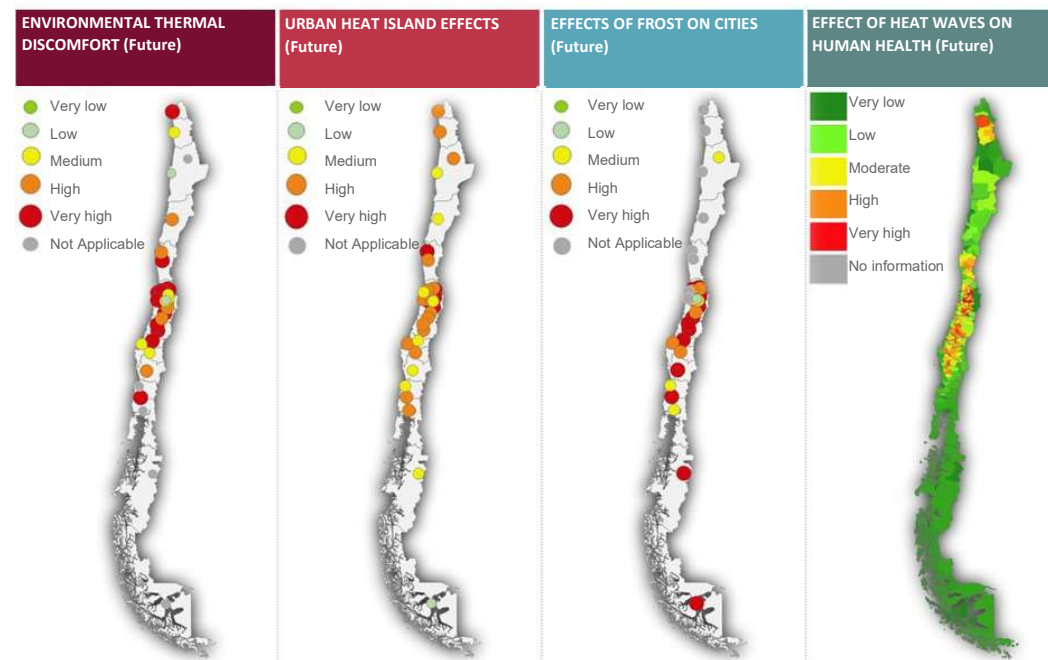 ENVIRONMENTAL THERMAL
DISCOMFORT (Future)
Very low
Low
Medium
High
Very high
Not Applicable
URBAN HEAT ISLAND EFFECTS
(Future)
Very low
Low
Medium
High
Very high
Not Applicable
EFFECTS OF FROST ON CITIES
(Future)
Very low
Low
Medium
High
Very high
Not Applicable
EFFECT OF HEAT WAVES ON
HUMAN HEALTH (Future)
Very low
Low
Moderate
High
Very high
No information